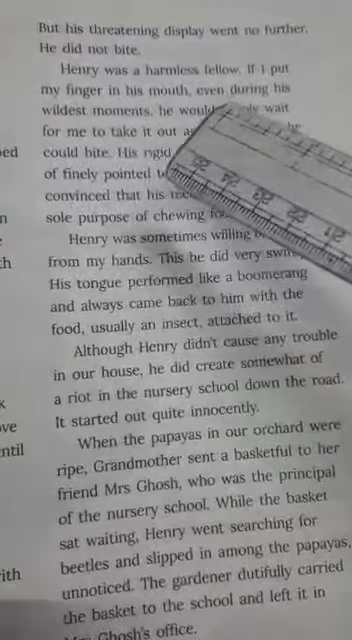 But his threatening display went no further.
He did not bite.
Henry was a harmless fellow. If I put
my finger in his mouth, even during his
wildest moments, he would wait
for me to take it out
could bite. His rigid
of finely pointed
convinced that his
sole purpose of chewing
Henry was sometimes willing
from my hands. This he did very
His tongue performed like a boomerang
and always came back to him with the
food, usually an insect, attached to it.
Although Henry didn't cause any trouble
in our house, he did create somewhat of
a riot in the nursery school down the road.
It started out quite innocently.
When the papayas in our orchard were
ripe, Grandmother sent a basketful to her
friend Mrs Ghosh, who was the principal
of the nursery school. While the basket
sat waiting, Henry went searching for
beetles and slipped in among the papayas,
unnoticed. The gardener dutifully carried
the basket to the school and left it in
Mrs Ghosh's office.
25 24 23 22 21